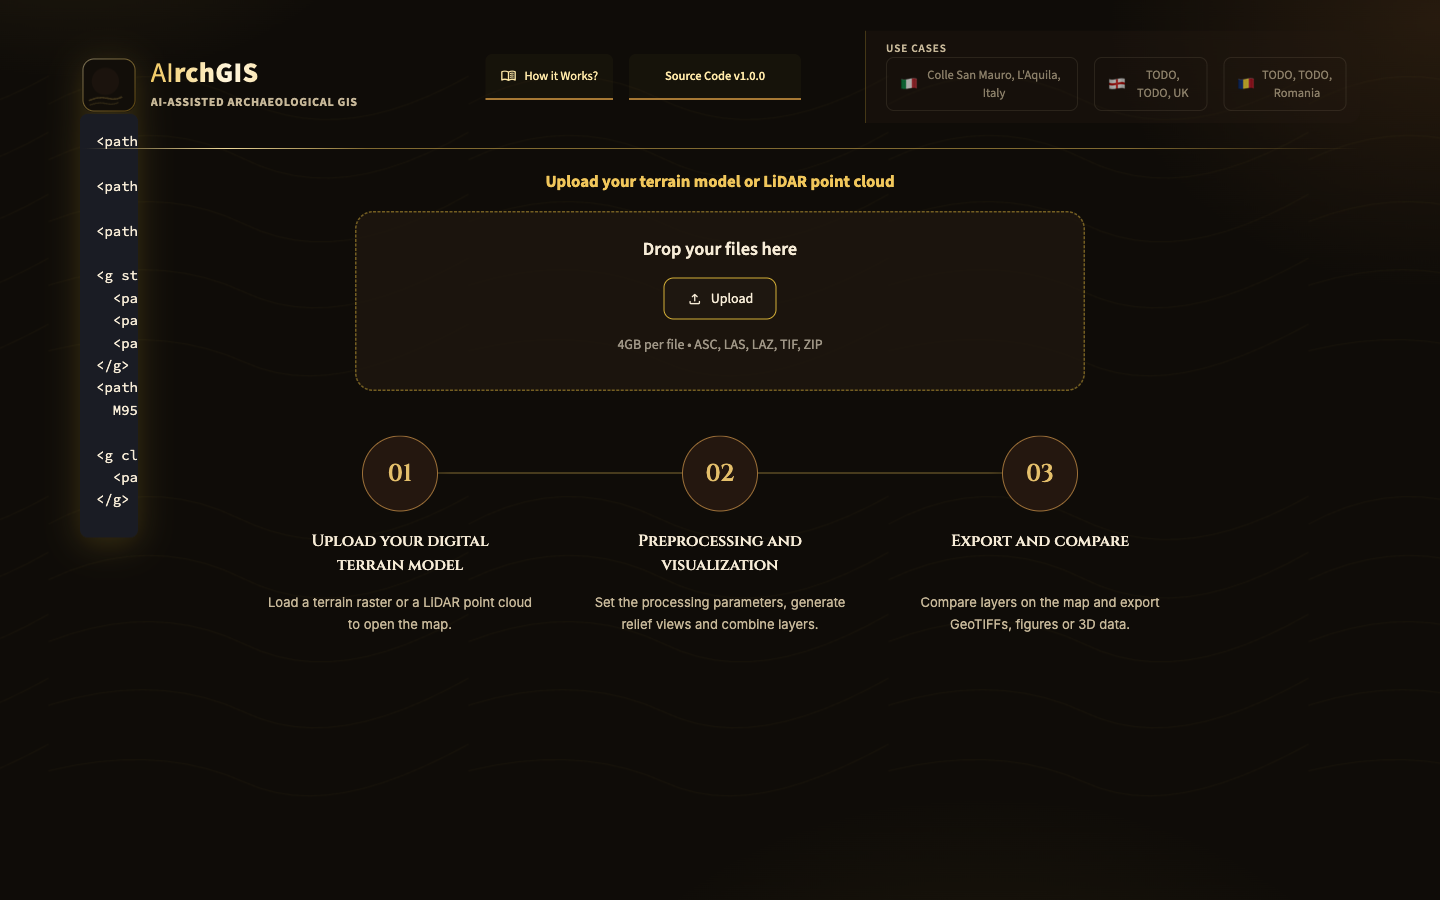 AIrchGIS
AI-ASSISTED ARCHAEOLOGICAL GIS
How it Works?
Source Code v1.0.0
USE CASES
Colle San Mauro, L'Aquila,
Italy
TODO,
TODO, UK
TODO, TODO,
Romania
<path
<path
<path
<g st
<pa
<pa
<pa
</g>
<path
M95
<g cl
<pa
</g>
Upload your terrain model or LiDAR point cloud
Drop your files here
Upload
4GB per file • ASC, LAS, LAZ, TIF, ZIP
01
UPLOAD YOUR DIGITAL
TERRAIN MODEL
Load a terrain raster or a LiDAR point cloud
to open the map.
02
PREPROCESSING AND
VISUALIZATION
Set the processing parameters, generate
relief views and combine layers.
03
EXPORT AND COMPARE
Compare layers on the map and export
GeoTIFFs, figures or 3D data.